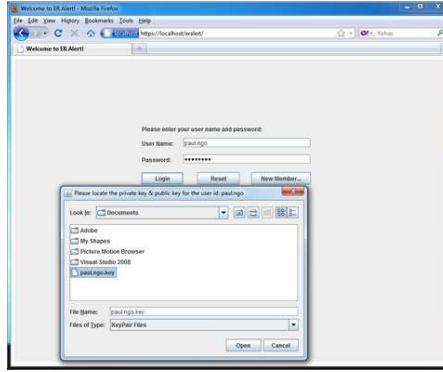 Welcome to ER Alert! - Mozilla Firefox
File Edit View History Bookmarks Tools Help
localhost https://localhost/eralert/
Yahoo
Welcome to ER Alert!
Please enter your user name and password:
User Name: paul.ngo
Password: ••••••••
Login Reset New Member...
Please locate the private key & public key for the user id: paul.ngo
Look In: Documents
Adobe
My Shapes
Picture Motion Browser
Visual Studio 2008
paul.ngo.key
File Name: paul.ngo.key
Files of Type: KeyPair Files
Open Cancel